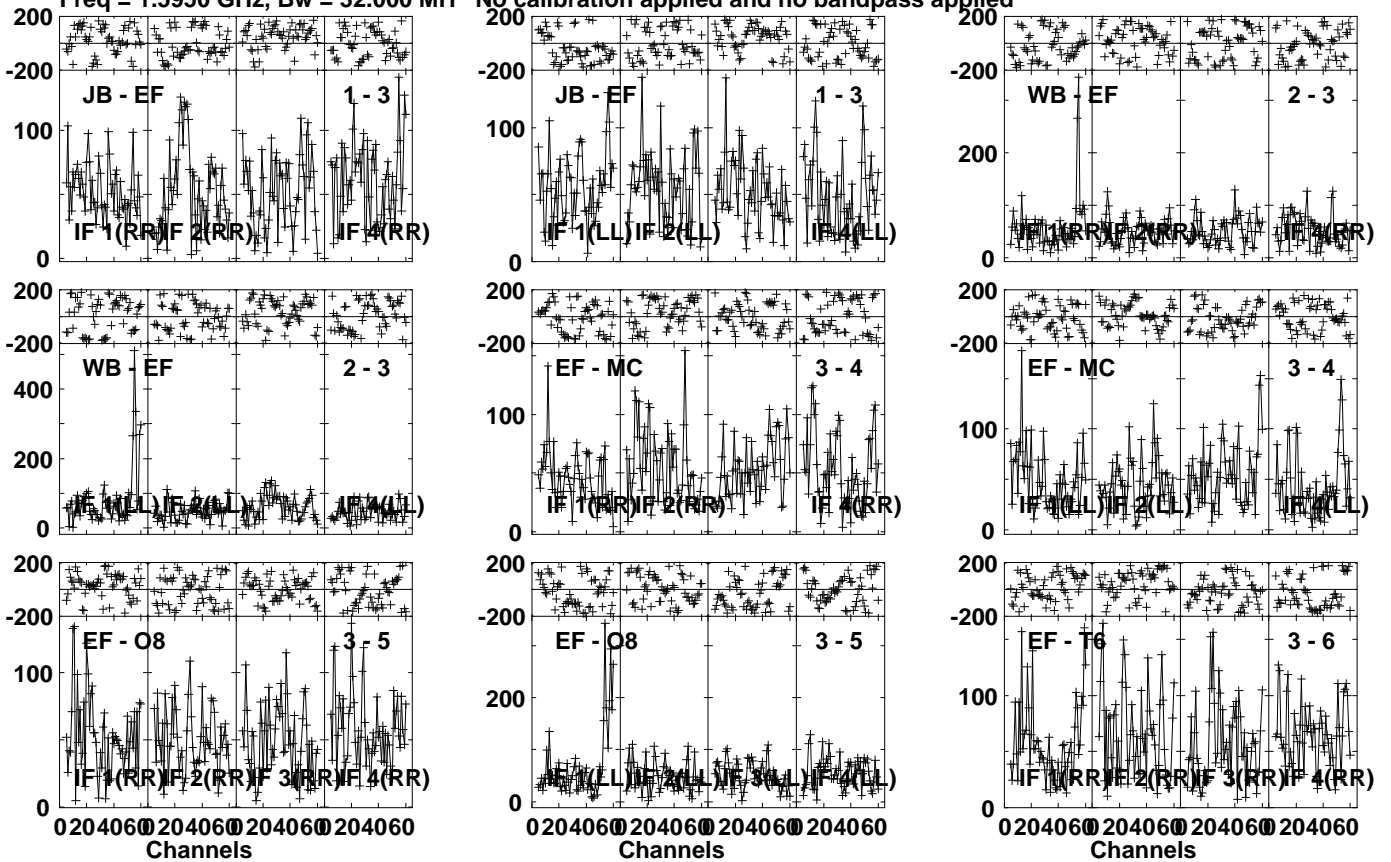 Freq = 1.5950 GHz, Bw = 32.000 MH No calibration applied and no bandpass applied
200
-200
JB - EF 1 - 3
100
IF 1(RR) IF 2(RR) IF 4(RR)
0
200
-200
JB - EF 1 - 3
100
IF 1(LL) IF 2(LL) IF 4(LL)
0
200
-200
WB - EF 2 - 3
200
IF 1(RR) IF 2(RR) IF 4(RR)
0
200
-200
WB - EF 2 - 3
400
200
IF 1(LL) IF 2(LL) IF 4(LL)
0
200
-200
EF - MC 3 - 4
100
IF 1(RR) IF 2(RR) IF 4(RR)
0
200
-200
EF - MC 3 - 4
100
IF 1(LL) IF 2(LL) IF 4(LL)
0
200
-200
EF - O8 3 - 5
100
IF 1(RR) IF 2(RR) IF 3(RR) IF 4(RR)
0
0 20 40 60 0 20 40 60 0 20 40 60 0 20 40 60
Channels
200
-200
EF - O8 3 - 5
200
IF 1(LL) IF 2(LL) IF 3(LL) IF 4(LL)
0
0 20 40 60 0 20 40 60 0 20 40 60 0 20 40 60
Channels
200
-200
EF - T6 3 - 6
100
IF 1(RR) IF 2(RR) IF 3(RR) IF 4(RR)
0
0 20 40 60 0 20 40 60 0 20 40 60 0 20 40 60
Channels